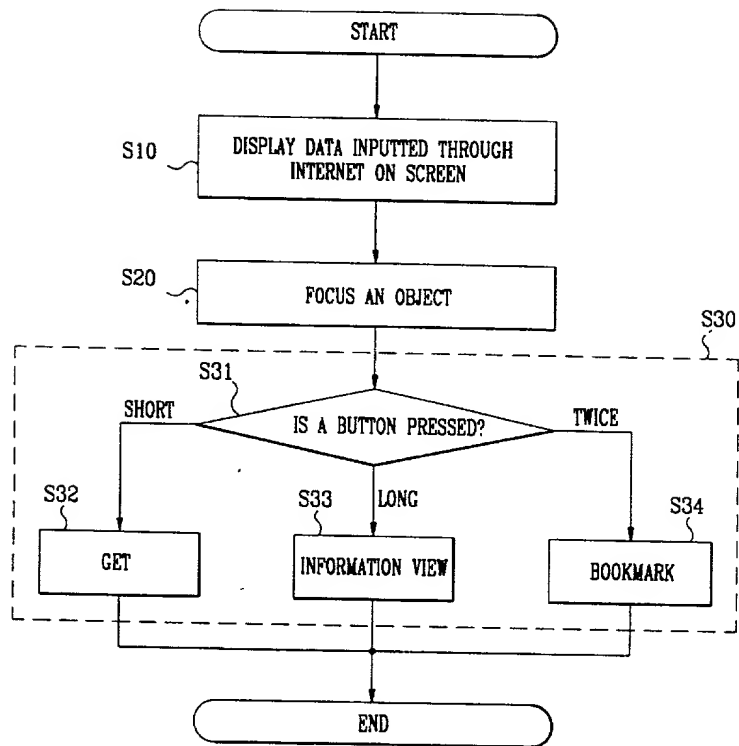 START
S10
DISPLAY DATA INPUTTED THROUGH
INTERNET ON SCREEN
S20
FOCUS AN OBJECT
S30
S31
SHORT
IS A BUTTON PRESSED?
TWICE
LONG
S32
S33
S34
GET
INFORMATION VIEW
BOOKMARK
END